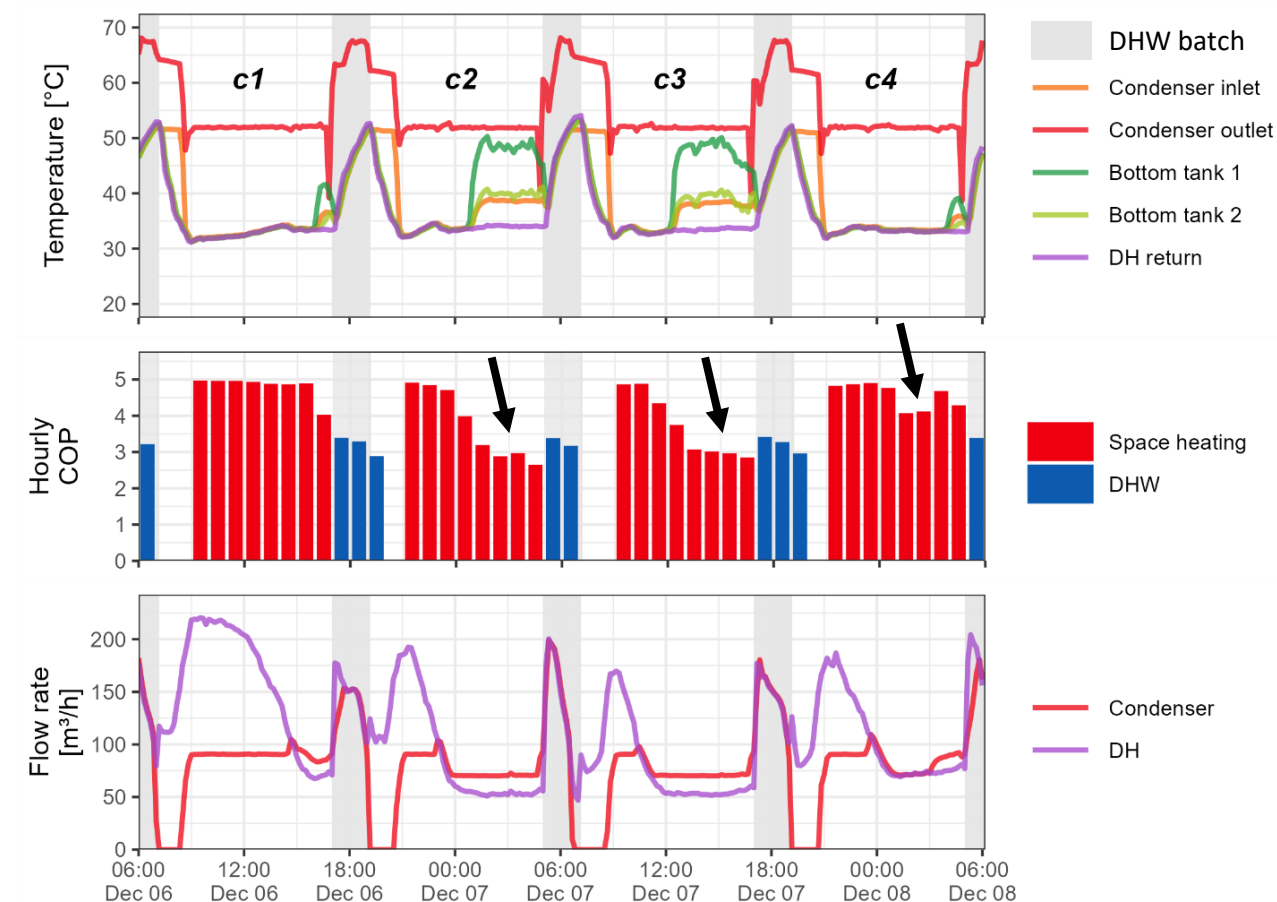 Temperature [°C]
70
60
50
40
30
20
c1
c2
c3
c4
DHW batch
Condenser inlet
Condenser outlet
Bottom tank 1
Bottom tank 2
DH return
Hourly
COP
5
4
3
2
1
0
Space heating
DHW
Flow rate
[m³/h]
200
150
100
50
0
Condenser
DH
06:00 12:00 18:00 00:00 06:00 12:00 18:00 00:00 06:00
Dec 06 Dec 06 Dec 06 Dec 07 Dec 07 Dec 07 Dec 07 Dec 08 Dec 08